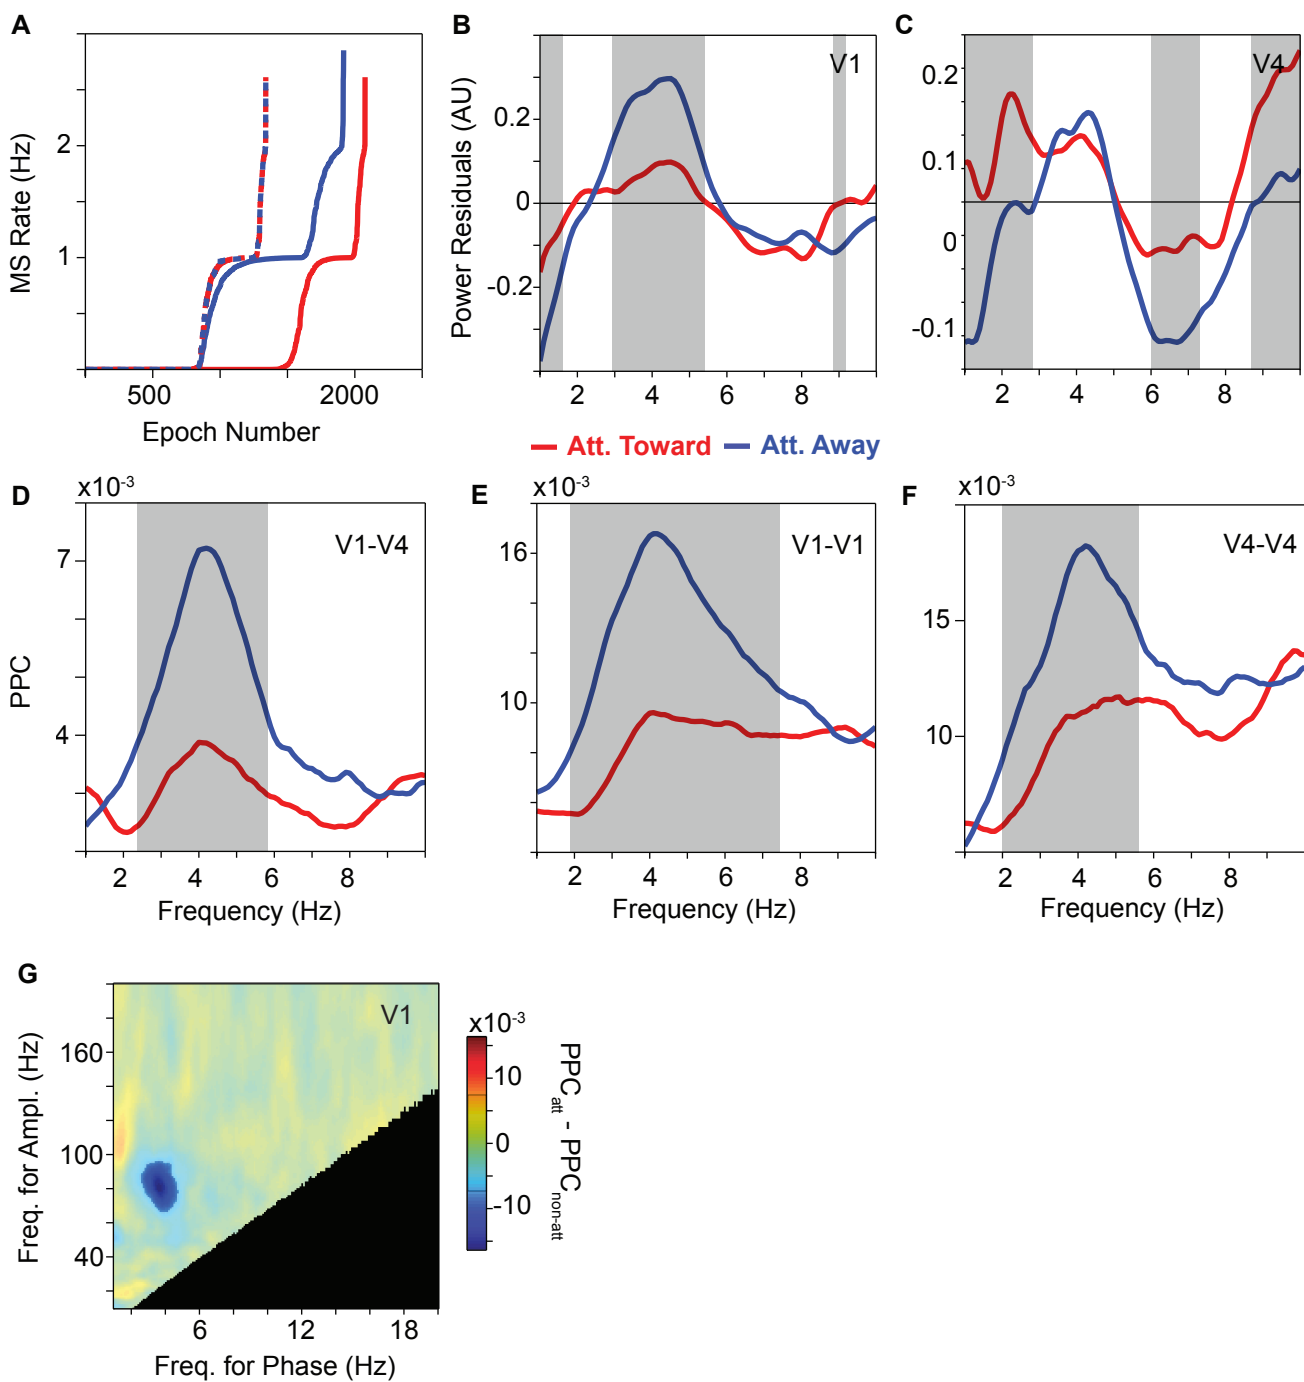 A
B
C
MS Rate (Hz)
2
1
500
2000
Epoch Number
Power Residuals (AU)
0.2
0
-0.2
V1
2
4
6
8
0.2
0.1
0
-0.1
V4
2
4
6
8
Att. Toward
Att. Away
D
x10-3
7
4
PPC
V1-V4
2
4
6
8
Frequency (Hz)
E
x10-3
16
10
V1-V1
2
4
6
8
Frequency (Hz)
F
x10-3
15
10
V4-V4
2
4
6
8
Frequency (Hz)
G
Freq. for Ampl. (Hz)
160
100
40
V1
6
12
18
Freq. for Phase (Hz)
x10-3
10
0
-10
PPCatt - PPCnon-att